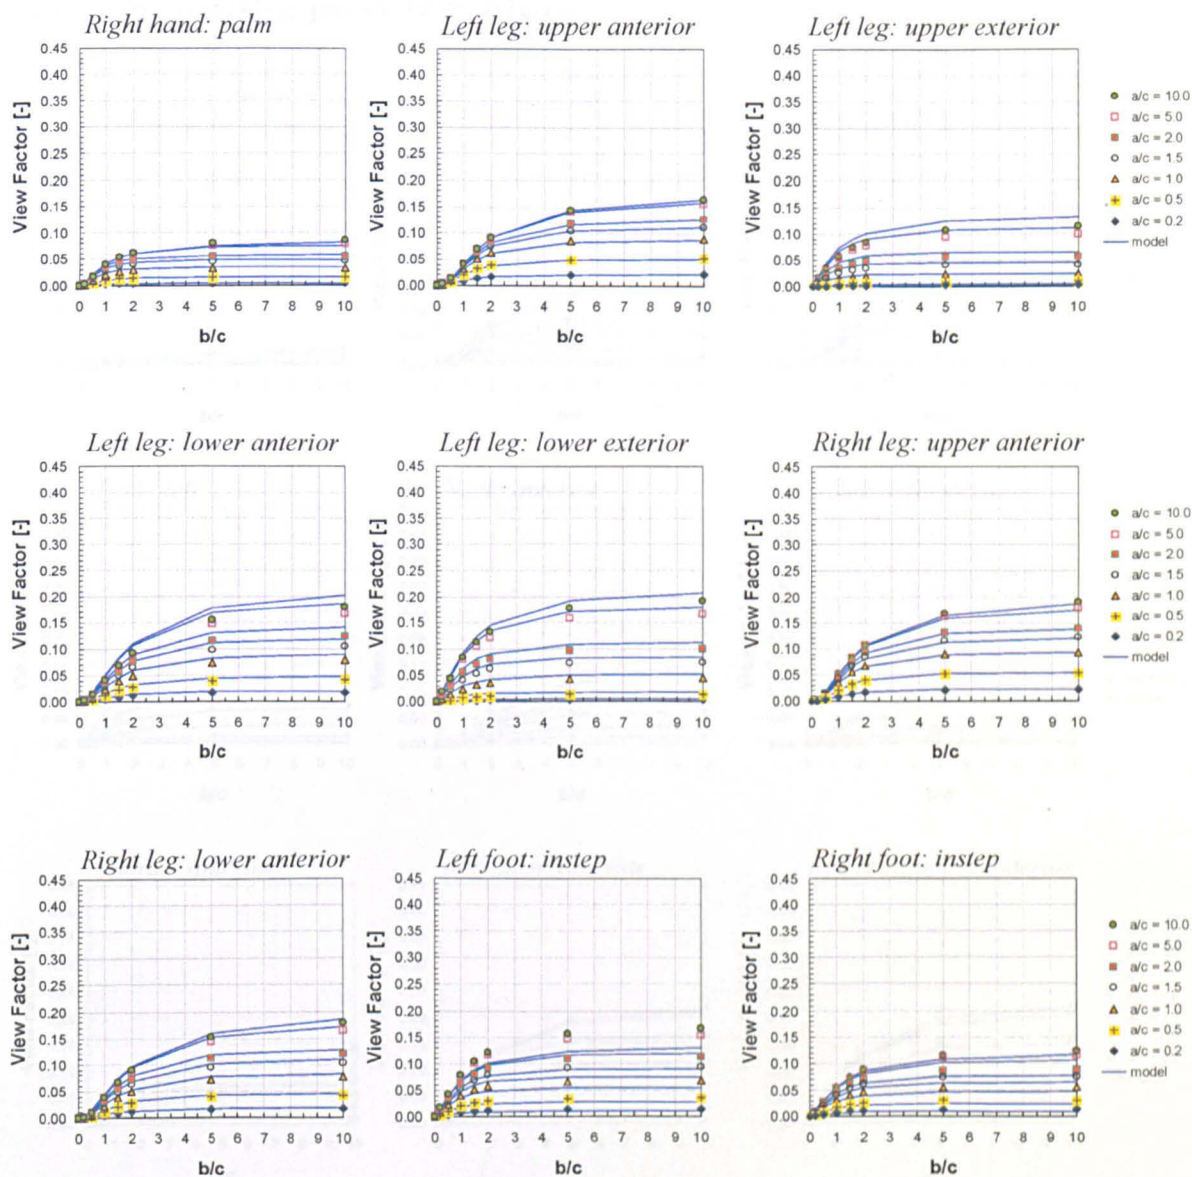 Right hand: palm
Left leg: upper anterior
Left leg: upper exterior
View Factor [-]
0.45
0.40
0.35
0.30
0.25
0.20
0.15
0.10
0.05
0.00
0 1 2 3 4 5 6 7 8 9 10
b/c
View Factor [-]
0.45
0.40
0.35
0.30
0.25
0.20
0.15
0.10
0.05
0.00
0 1 2 3 4 5 6 7 8 9 10
b/c
View Factor [-]
0.45
0.40
0.35
0.30
0.25
0.20
0.15
0.10
0.05
0.00
0 1 2 3 4 5 6 7 8 9 10
b/c
a/c = 10.0
a/c = 5.0
a/c = 2.0
a/c = 1.5
a/c = 1.0
a/c = 0.5
a/c = 0.2
model
Left leg: lower anterior
Left leg: lower exterior
Right leg: upper anterior
View Factor [-]
0.45
0.40
0.35
0.30
0.25
0.20
0.15
0.10
0.05
0.00
0 1 2 3 4 5 6 7 8 9 10
b/c
View Factor [-]
0.45
0.40
0.35
0.30
0.25
0.20
0.15
0.10
0.05
0.00
0 1 2 3 4 5 6 7 8 9 10
b/c
View Factor [-]
0.45
0.40
0.35
0.30
0.25
0.20
0.15
0.10
0.05
0.00
0 1 2 3 4 5 6 7 8 9 10
b/c
a/c = 10.0
a/c = 5.0
a/c = 2.0
a/c = 1.5
a/c = 1.0
a/c = 0.5
a/c = 0.2
model
Right leg: lower anterior
Left foot: instep
Right foot: instep
View Factor [-]
0.45
0.40
0.35
0.30
0.25
0.20
0.15
0.10
0.05
0.00
0 1 2 3 4 5 6 7 8 9 10
b/c
View Factor [-]
0.45
0.40
0.35
0.30
0.25
0.20
0.15
0.10
0.05
0.00
0 1 2 3 4 5 6 7 8 9 10
b/c
View Factor [-]
0.45
0.40
0.35
0.30
0.25
0.20
0.15
0.10
0.05
0.00
0 1 2 3 4 5 6 7 8 9 10
b/c
a/c = 10.0
a/c = 5.0
a/c = 2.0
a/c = 1.5
a/c = 1.0
a/c = 0.5
a/c = 0.2
model